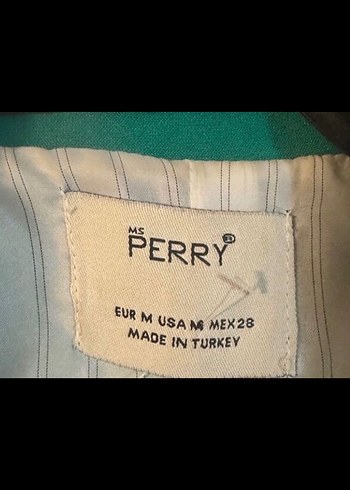 MS
PERRY
EUR M USA M MEX28
MADE IN TURKEY